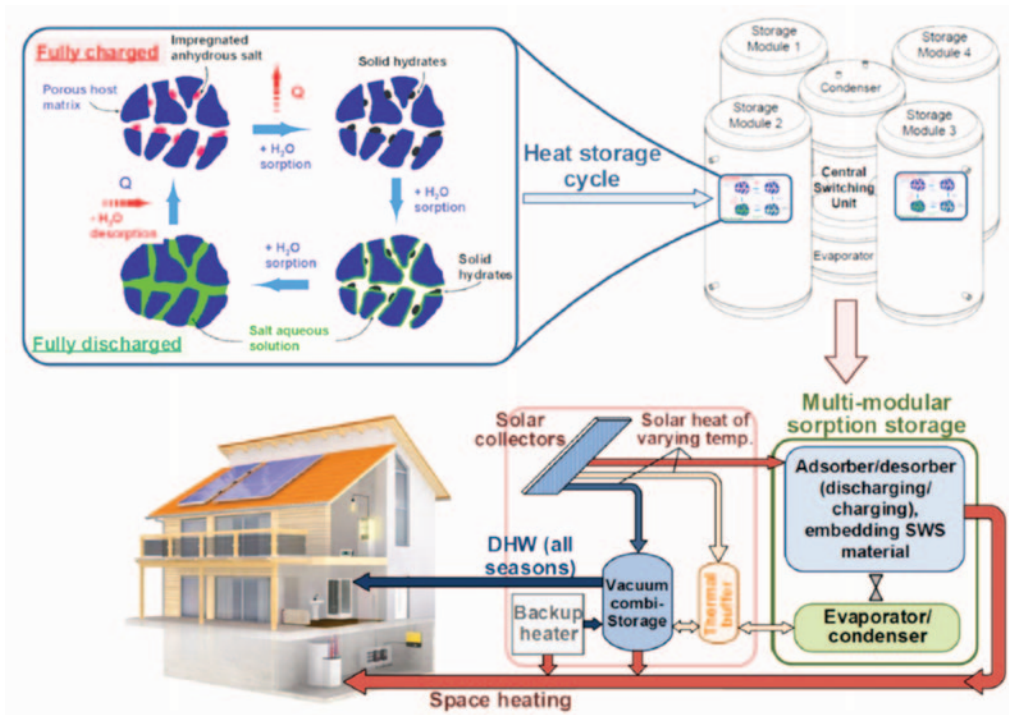 Fully charged
Impregnated
anhydrous salt
Solid hydrates
Porous host
matrix
Q
+ H2O
sorption
+ H2O
sorption
Q
- H2O
desorption
+ H2O
sorption
Solid
hydrates
Salt aqueous
solution
Fully discharged
Heat storage
cycle
Storage
Module 1
Storage
Module 4
Condenser
Storage
Module 2
Storage
Module 3
Central
Switching
Unit
Evaporator
Multi-modular
sorption storage
Solar
collectors
Solar heat of
varying temp.
Adsorber/desorber
(discharging/
charging),
embedding SWS
material
DHW (all
seasons)
Vacuum
combi-
Storage
Thermal
buffer
Backup
heater
Evaporator/
condenser
Space heating